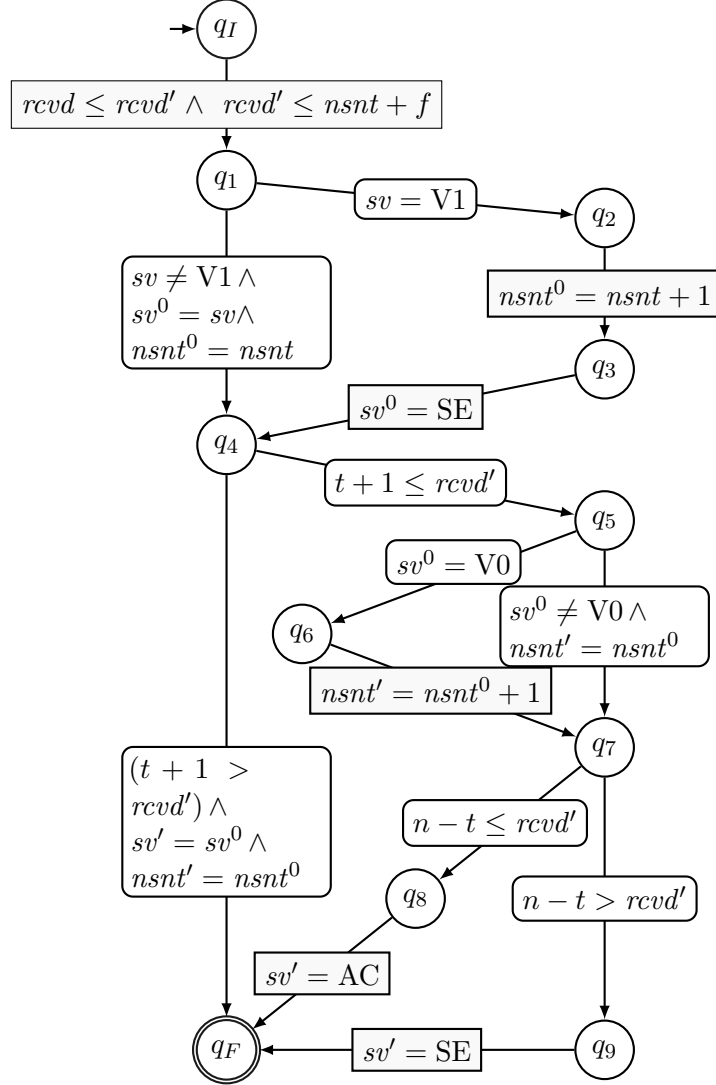 q_I
rcvd ≤ rcvd′ ∧ rcvd′ ≤ nsnt + f
q_1
sv = V1
q_2
sv ≠ V1 ∧
sv^0 = sv∧
nsnt^0 = nsnt
nsnt^0 = nsnt + 1
q_3
sv^0 = SE
q_4
t + 1 ≤ rcvd′
q_5
sv^0 = V0
sv^0 ≠ V0 ∧
nsnt′ = nsnt^0
q_6
nsnt′ = nsnt^0 + 1
q_7
(t + 1 >
rcvd′) ∧
sv′ = sv^0 ∧
nsnt′ = nsnt^0
n − t ≤ rcvd′
q_8
n − t > rcvd′
sv′ = AC
q_F
sv′ = SE
q_9